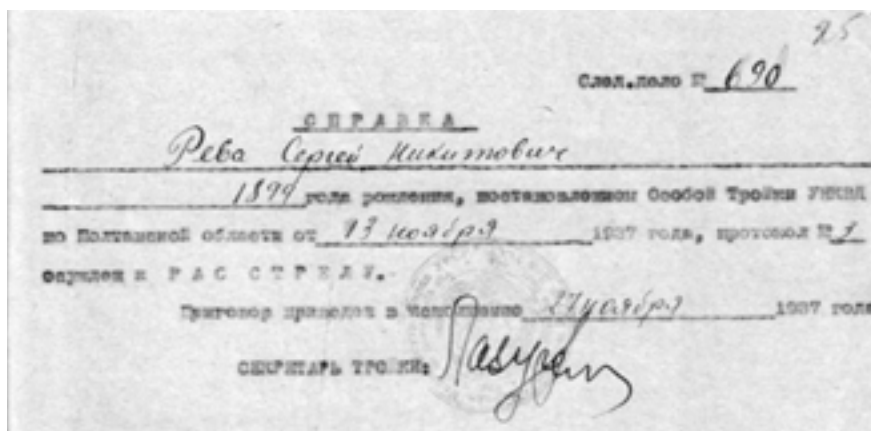 25
След.дело № 690
СПРАВКА
Рева Сергей Никитович
1899 года рождения, постановлением Особой Тройки УНКВД
по Полтавской области от 13 ноября 1937 года, протокол № 1
осужден к РАССТРЕЛУ.
Приговор приведен в исполнение 27 ноября 1937 года
СЕКРЕТАРЬ ТРОЙКИ: